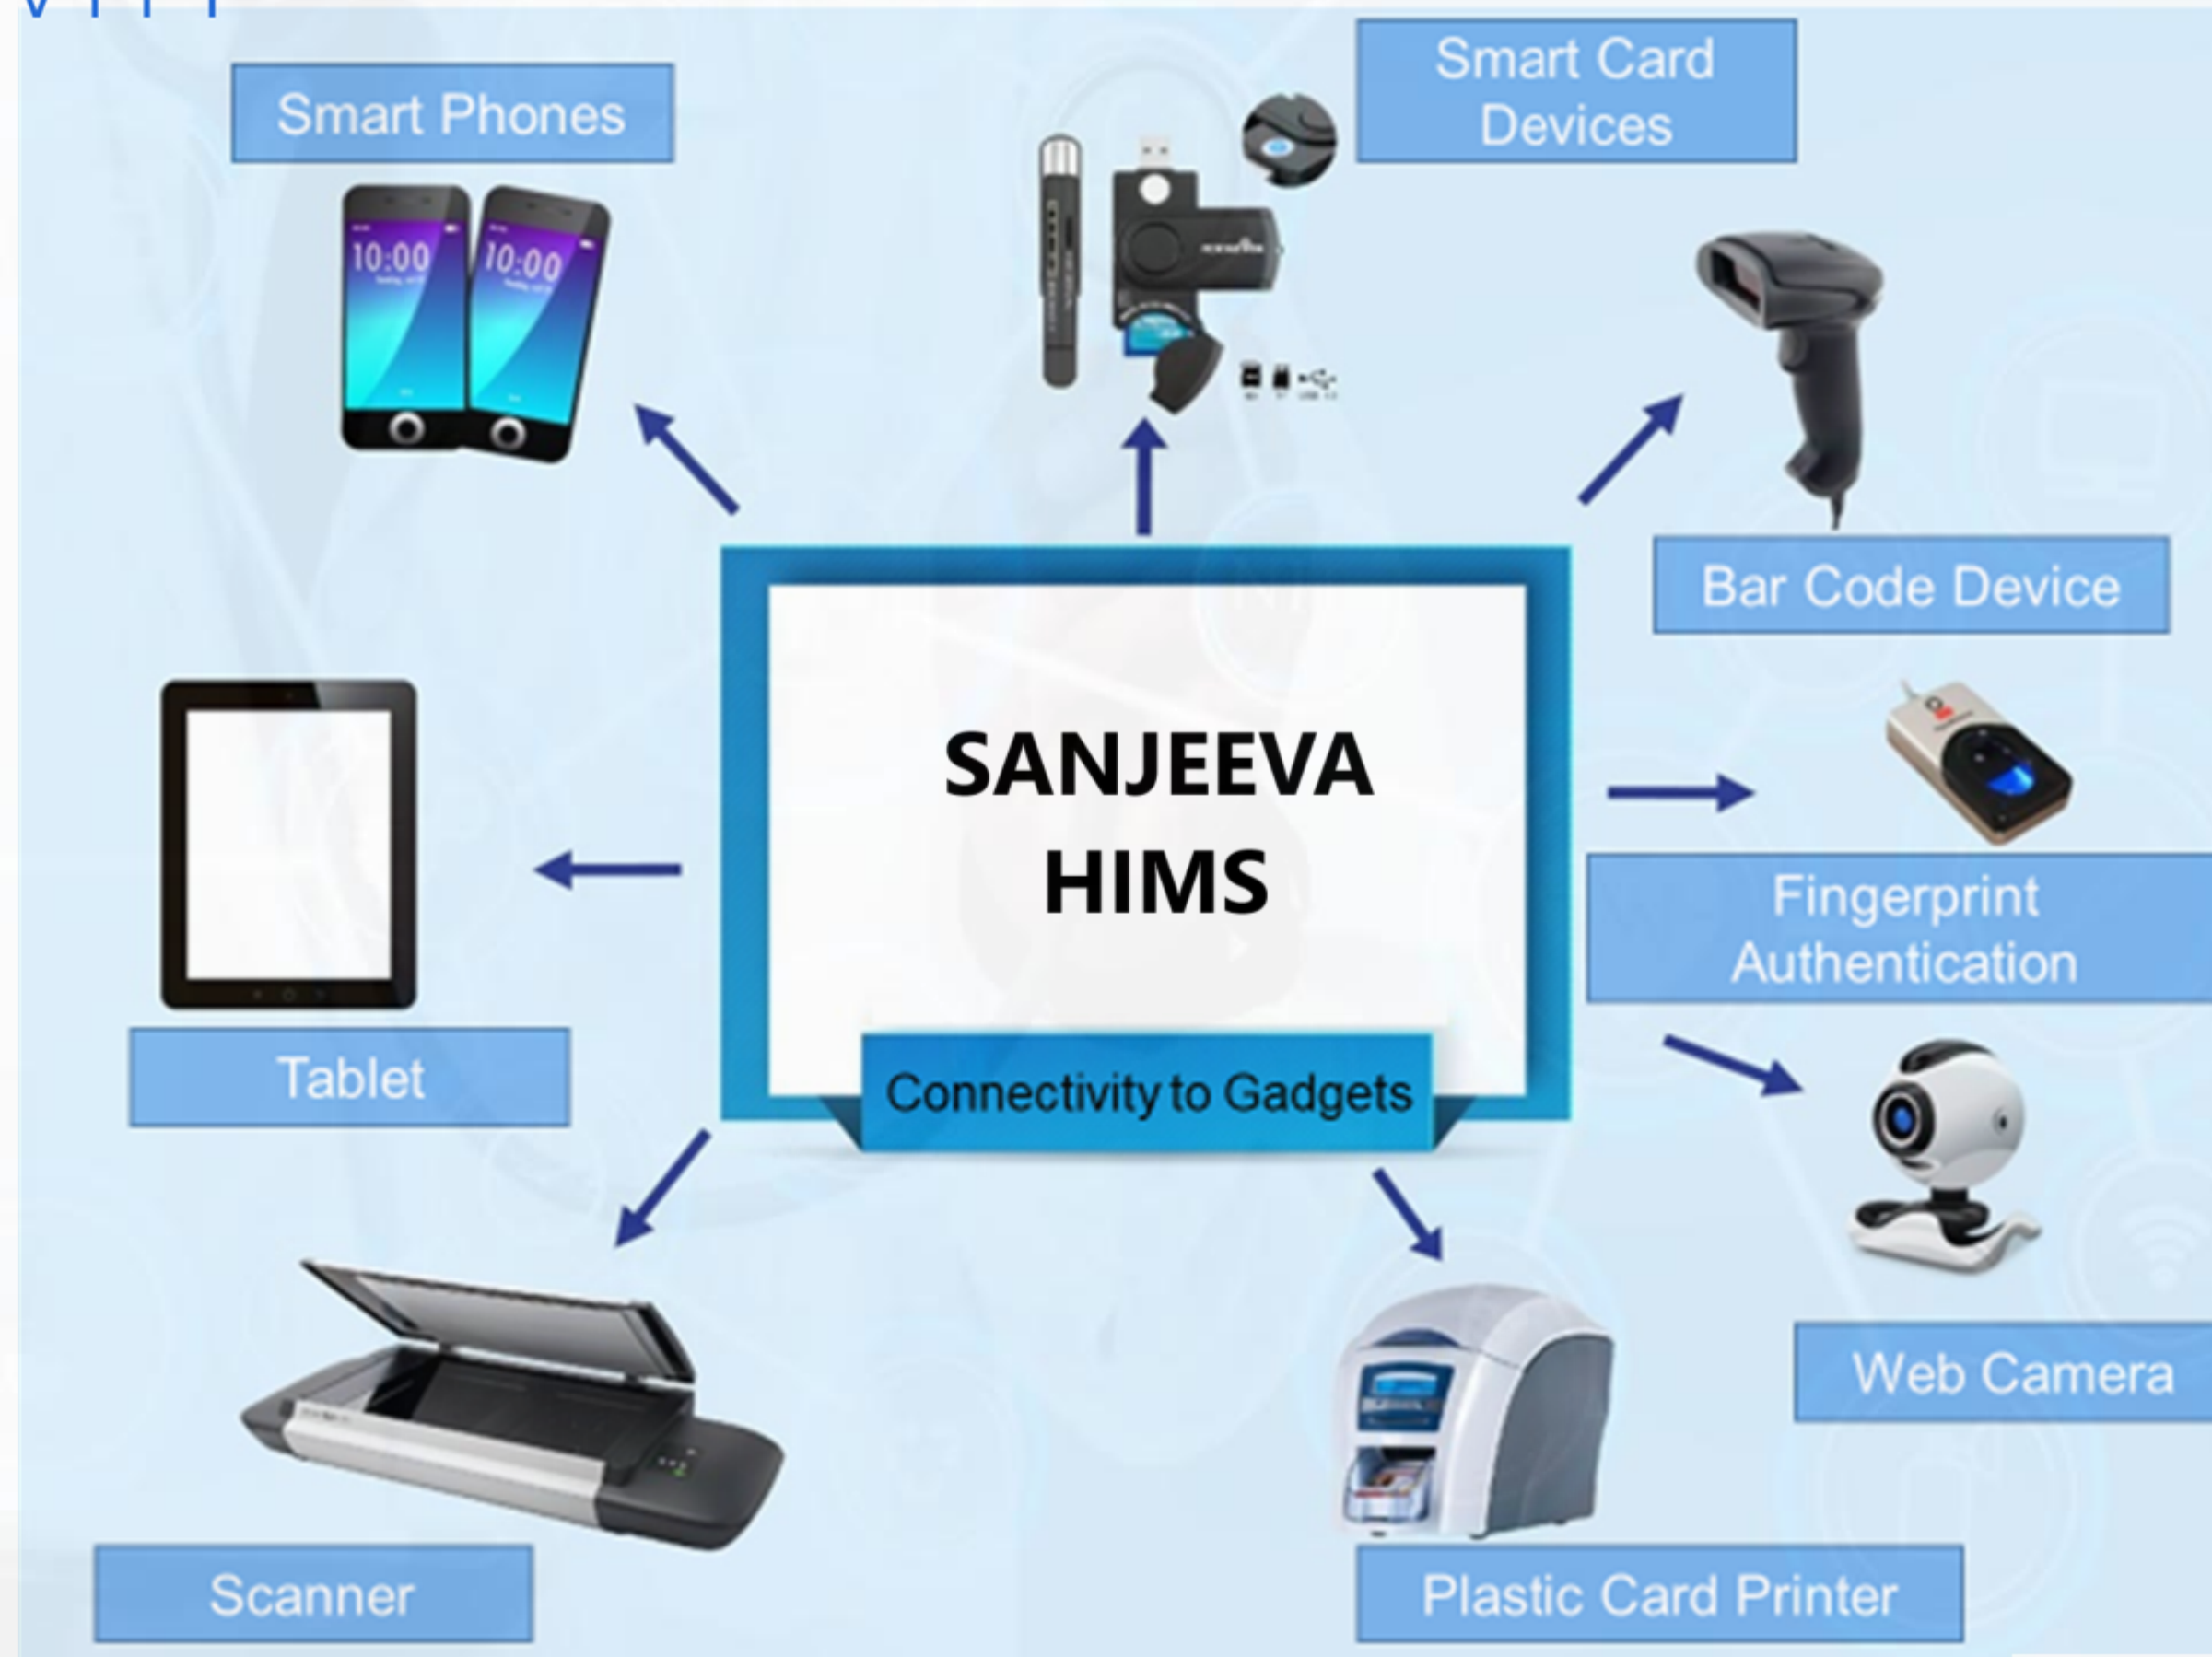 Smart Phones
Smart Card
Devices
10:00
10:00
Bar Code Device
SANJEEVA
HIMS
Connectivity to Gadgets
Fingerprint
Authentication
Tablet
Web Camera
Scanner
Plastic Card Printer